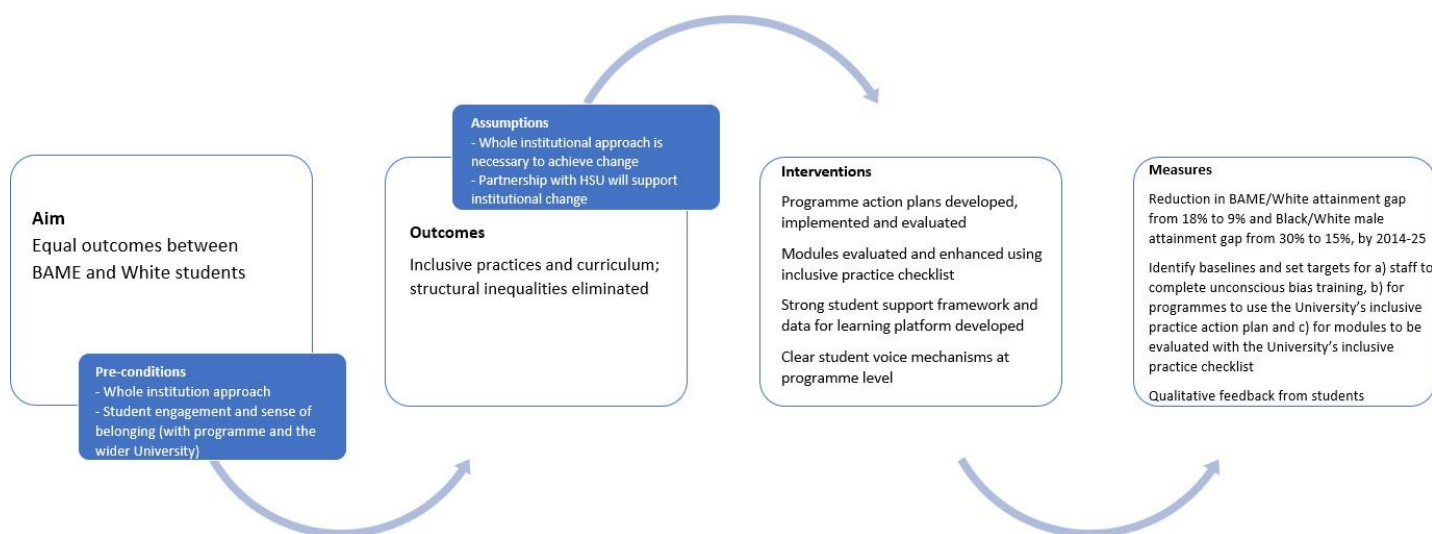 Aim
Equal outcomes between
BAME and White students
Pre-conditions
- Whole institution approach
- Student engagement and sense of
belonging (with programme and the
wider University)
Assumptions
- Whole institutional approach is
necessary to achieve change
- Partnership with HSU will support
institutional change
Outcomes
Inclusive practices and curriculum;
structural inequalities eliminated
Interventions
Programme action plans developed,
implemented and evaluated
Modules evaluated and enhanced using
inclusive practice checklist
Strong student support framework and
data for learning platform developed
Clear student voice mechanisms at
programme level
Measures
Reduction in BAME/White attainment gap
from 18% to 9% and Black/White male
attainment gap from 30% to 15%, by 2014-25
Identify baselines and set targets for a) staff to
complete unconscious bias training, b) for
programmes to use the University's inclusive
practice action plan and c) for modules to be
evaluated with the University's inclusive
practice checklist
Qualitative feedback from students